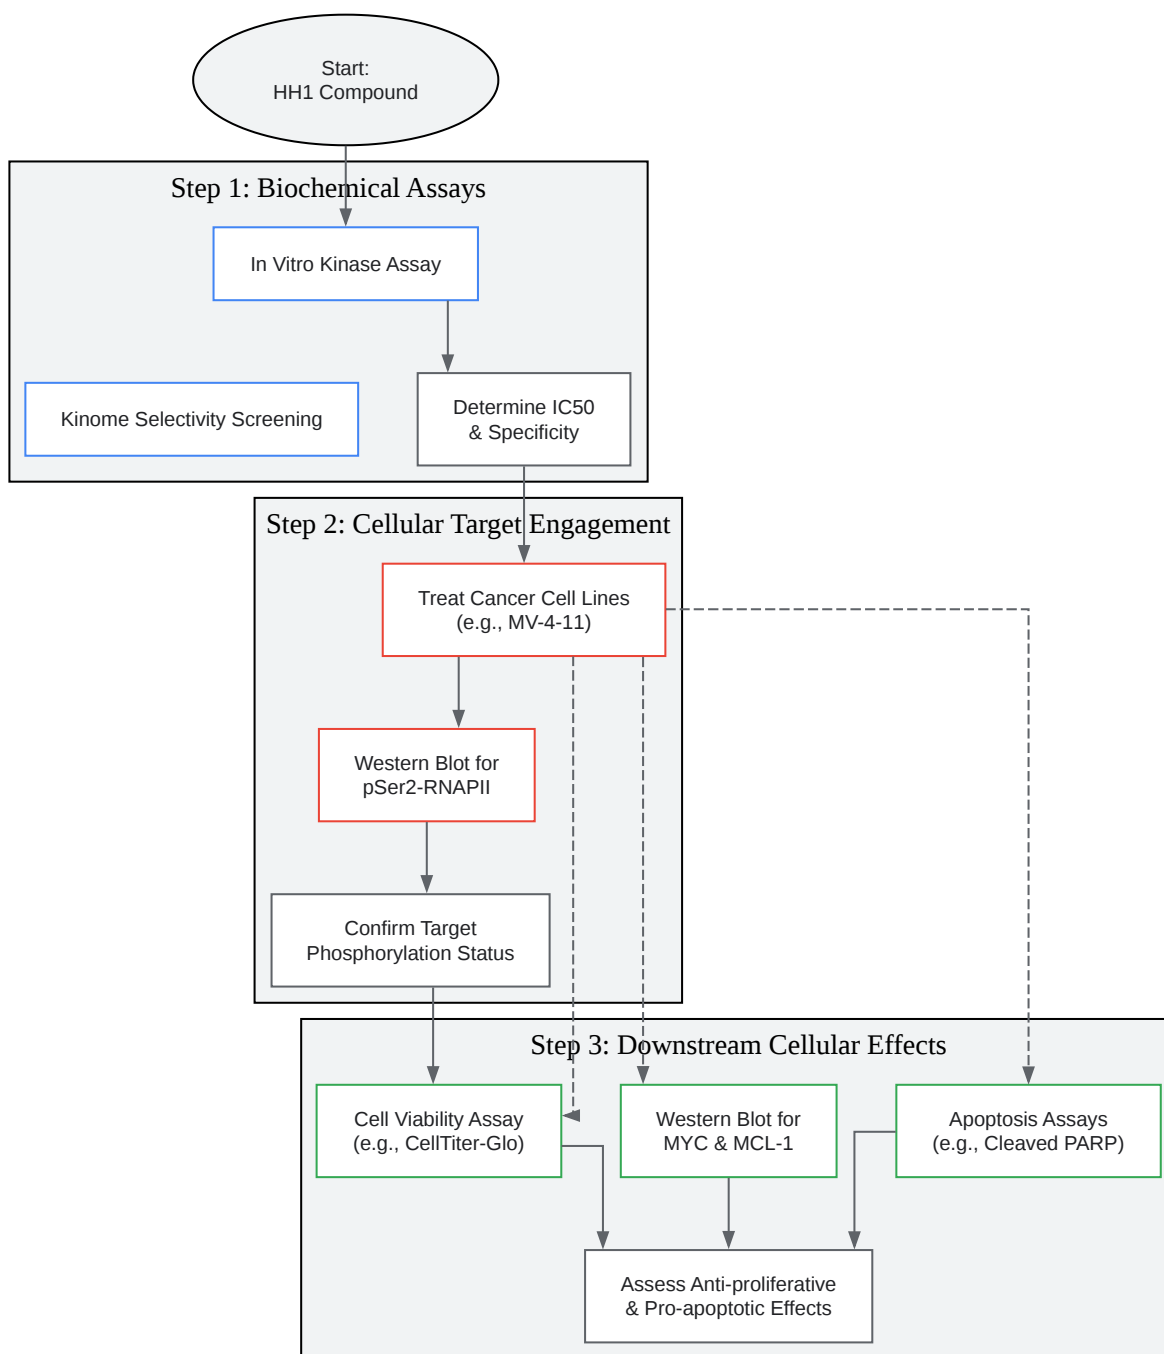 Start:
HH1 Compound
Step 1: Biochemical Assays
In Vitro Kinase Assay
Kinome Selectivity Screening
Determine IC50
& Specificity
Step 2: Cellular Target Engagement
Treat Cancer Cell Lines
(e.g., MV-4-11)
Western Blot for
pSer2-RNAPII
Confirm Target
Phosphorylation Status
Step 3: Downstream Cellular Effects
Cell Viability Assay
(e.g., CellTiter-Glo)
Western Blot for
MYC & MCL-1
Apoptosis Assays
(e.g., Cleaved PARP)
Assess Anti-proliferative
& Pro-apoptotic Effects